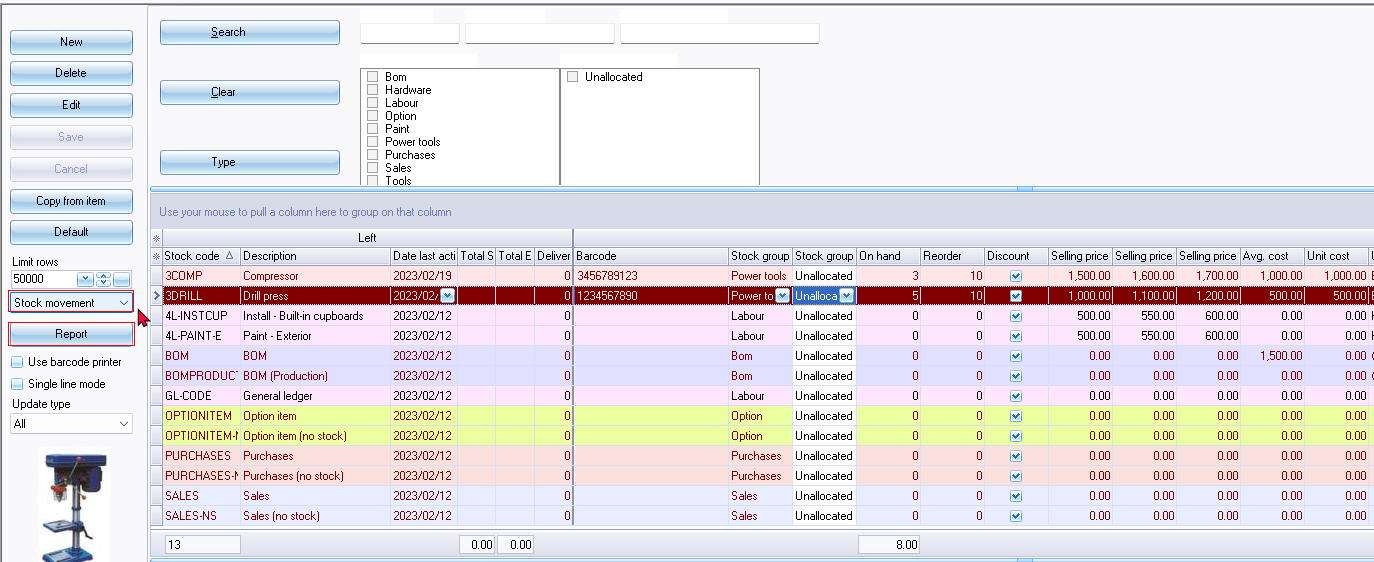 New
Delete
Edit
Save
Cancel
Copy from item
Default
Limit rows
50000
Stock movement
Report
Use barcode printer
Single line mode
Update type
All
Search
Clear
Type
Bom
Hardware
Labour
Option
Paint
Power tools
Purchases
Sales
Tools
Unallocated
Use your mouse to pull a column here to group on that column
Left
Stock code Description Date last acti Total S Total E Deliver Barcode Stock group Stock group On hand Reorder Discount Selling price Selling price Selling price Avg. cost Unit cost
3COMP Compressor 2023/02/19 0 3456789123 Power tools Unallocated 3 10 1,500.00 1,600.00 1,700.00 1,000.00 1,000.00
3DRILL Drill press 2023/02/ 0 1234567890 Power to Unalloca 5 10 1,000.00 1,100.00 1,200.00 500.00 500.00
4L-INSTCUP Install - Built-in cupboards 2023/02/12 0 Labour Unallocated 0 0 500.00 550.00 600.00 0.00 0.00
4L-PAINT-E Paint - Exterior 2023/02/12 0 Labour Unallocated 0 0 500.00 550.00 600.00 0.00 0.00
BOM BOM 2023/02/12 0 Bom Unallocated 0 0 0.00 0.00 0.00 1,500.00 0.00
BOMPRODUCT BOM (Production) 2023/02/12 0 Bom Unallocated 0 0 0.00 0.00 0.00 0.00 0.00
GL-CODE General ledger 2023/02/12 0 Labour Unallocated 0 0 0.00 0.00 0.00 0.00 0.00
OPTIONITEM Option item 2023/02/12 0 Option Unallocated 0 0 0.00 0.00 0.00 0.00 0.00
OPTIONITEM-N Option item (no stock) 2023/02/12 0 Option Unallocated 0 0 0.00 0.00 0.00 0.00 0.00
PURCHASES Purchases 2023/02/12 0 Purchases Unallocated 0 0 0.00 0.00 0.00 0.00 0.00
PURCHASES-N Purchases (no stock) 2023/02/12 0 Purchases Unallocated 0 0 0.00 0.00 0.00 0.00 0.00
SALES Sales 2023/02/12 0 Sales Unallocated 0 0 0.00 0.00 0.00 0.00 0.00
SALES-NS Sales (no stock) 2023/02/12 0 Sales Unallocated 0 0 0.00 0.00 0.00 0.00 0.00
13 0.00 0.00 8.00